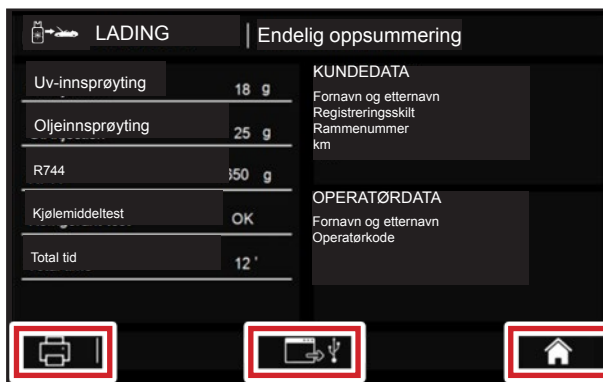 LADING | Endelig oppsummering
Uv-innsprøyting 18 g
Oljeinnsprøyting 25 g
R744 350 g
Kjølemiddeltest OK
Total tid 12 '
KUNDEDATA
Fornavn og etternavn
Registreringsskilt
Rammenummer
km
OPERATØRDATA
Fornavn og etternavn
Operatørkode